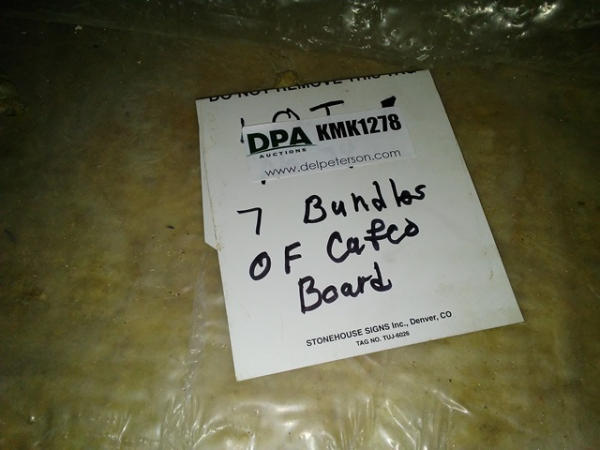 DO NOT REMOVE THIS TAG
LOT
DPA KMK1278
AUCTIONS
www.delpeterson.com
7 Bundles
OF Cafco
Board
STONEHOUSE SIGNS Inc., Denver, CO
TAG NO. TUJ-6026